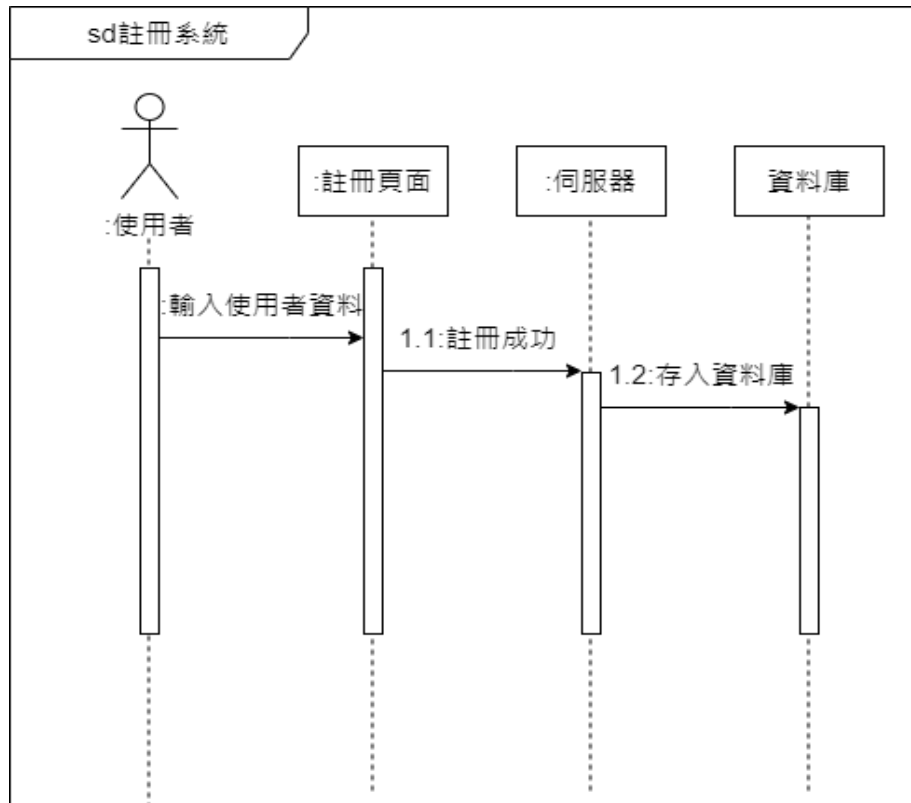 sd註冊系統
:使用者
:註冊頁面
:伺服器
資料庫
:輸入使用者資料
1.1:註冊成功
1.2:存入資料庫